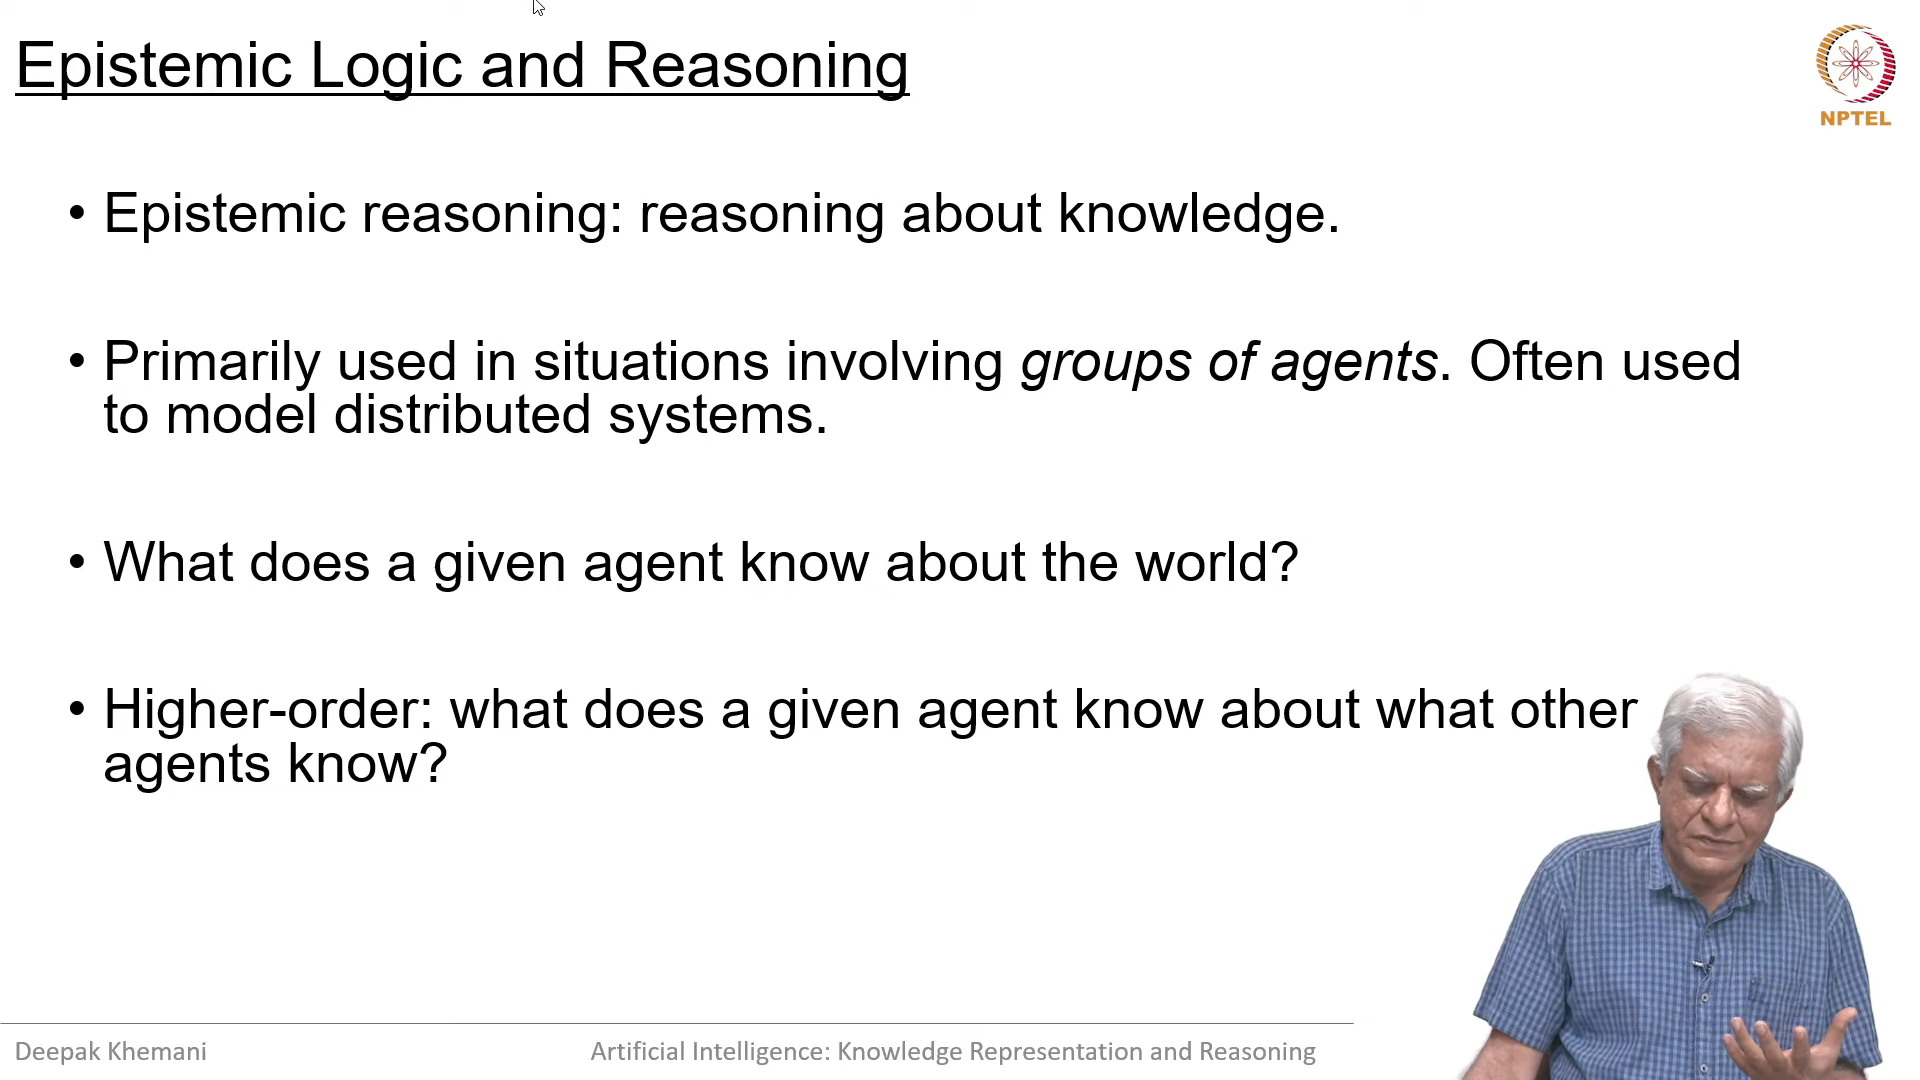 Epistemic Logic and Reasoning
NPTEL
• Epistemic reasoning: reasoning about knowledge.
• Primarily used in situations involving groups of agents. Often used
to model distributed systems.
• What does a given agent know about the world?
• Higher-order: what does a given agent know about what other
agents know?
Deepak Khemani
Artificial Intelligence: Knowledge Representation and Reasoning